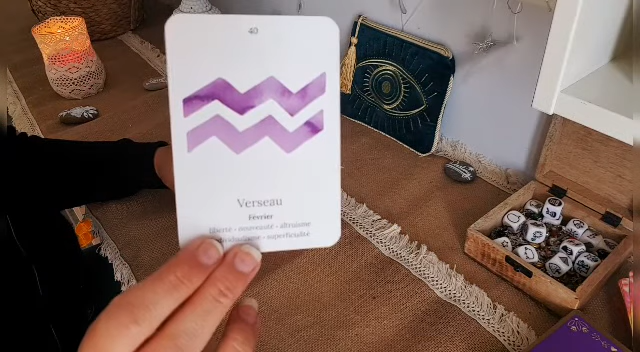 40
Verseau
Février
liberté - nouveauté - altruisme
- superficialité